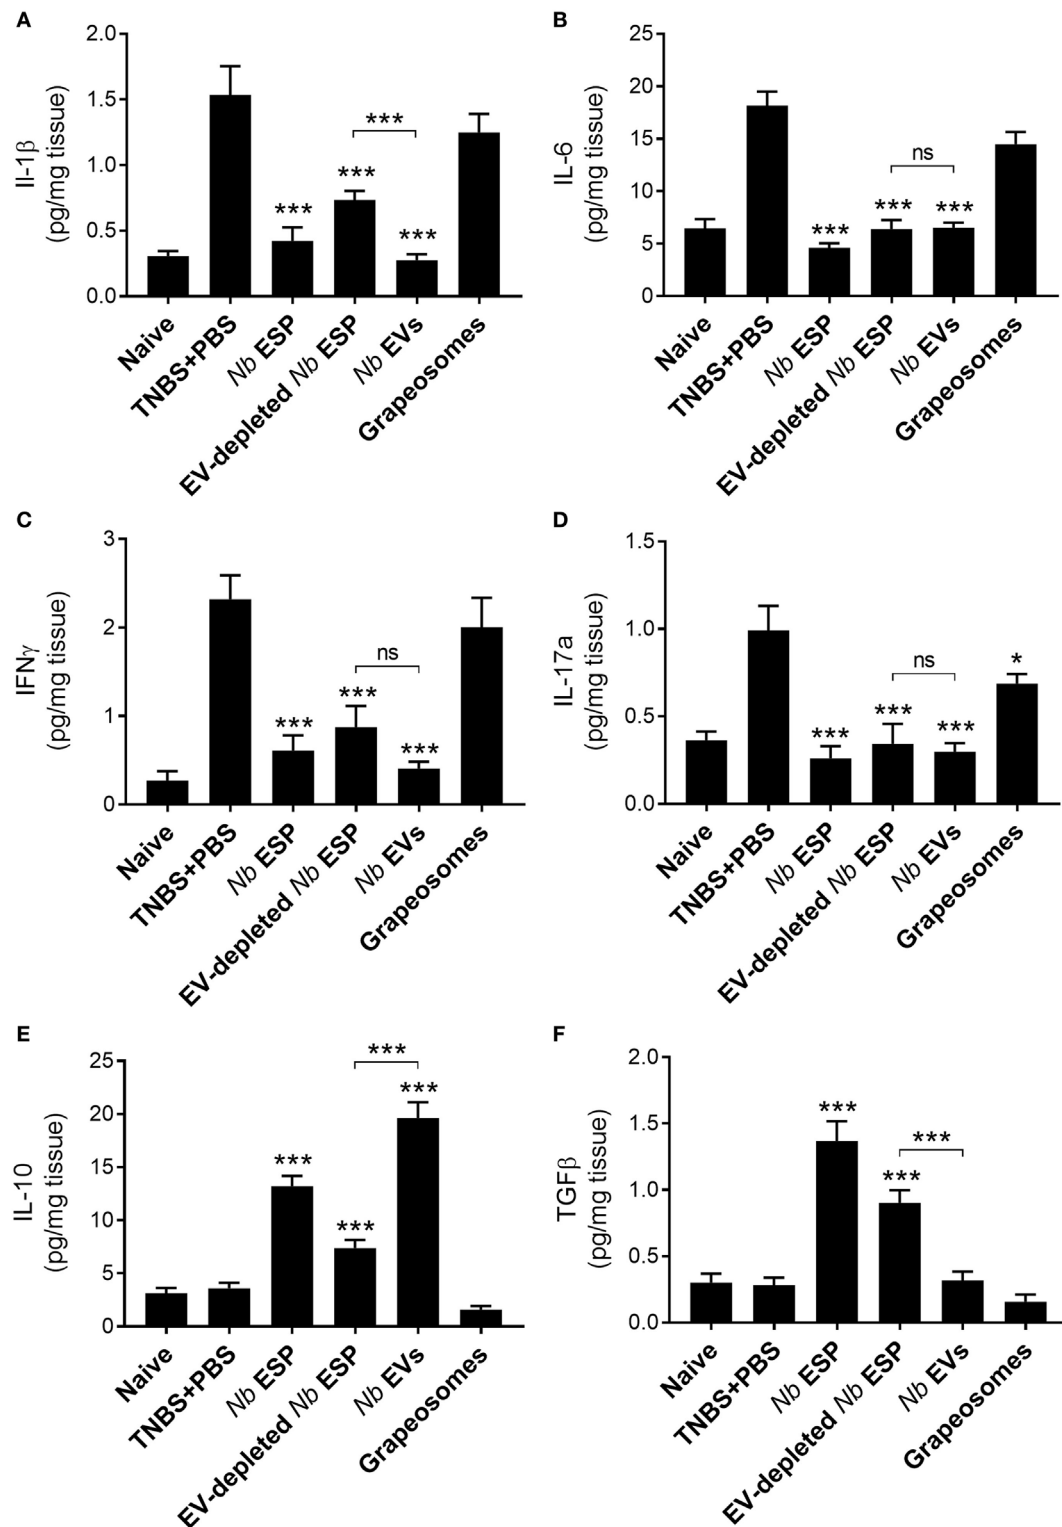 A
Il-1β
(pg/mg tissue)
2.0
1.5
1.0
0.5
0.0
***
***
***
***
Naive
TNBS+PBS
Nb ESP
EV-depleted Nb ESP
Nb EVs
Grapeosomes
B
IL-6
(pg/mg tissue)
25
20
15
10
5
0
ns
***
***
***
Naive
TNBS+PBS
Nb ESP
EV-depleted Nb ESP
Nb EVs
Grapeosomes
C
IFNγ
(pg/mg tissue)
3
2
1
0
ns
***
***
***
Naive
TNBS+PBS
Nb ESP
EV-depleted Nb ESP
Nb EVs
Grapeosomes
D
IL-17a
(pg/mg tissue)
1.5
1.0
0.5
0.0
ns
***
***
***
*
Naive
TNBS+PBS
Nb ESP
EV-depleted Nb ESP
Nb EVs
Grapeosomes
E
IL-10
(pg/mg tissue)
25
20
15
10
5
0
***
***
***
***
Naive
TNBS+PBS
Nb ESP
EV-depleted Nb ESP
Nb EVs
Grapeosomes
F
TGFβ
(pg/mg tissue)
2.0
1.5
1.0
0.5
0.0
***
***
***
Naive
TNBS+PBS
Nb ESP
EV-depleted Nb ESP
Nb EVs
Grapeosomes